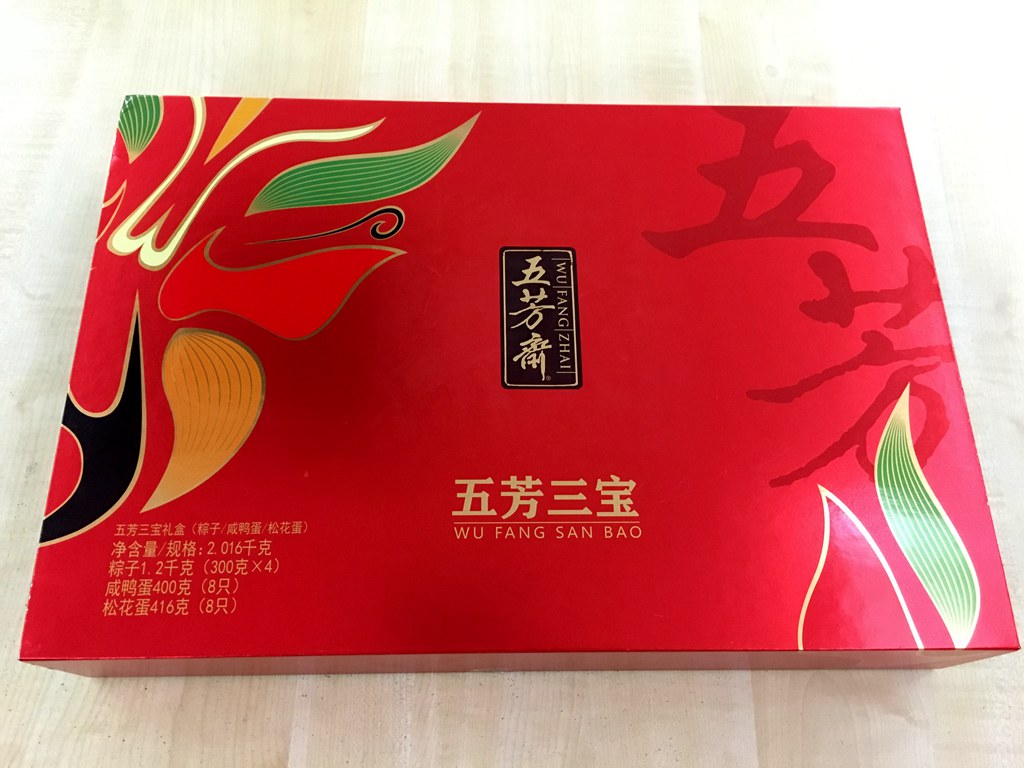 五芳
五芳斋
WU FANG ZHAI
五芳三宝
WU FANG SAN BAO
五芳三宝礼盒（粽子/咸鸭蛋/松花蛋）
净含量/规格：2.016千克
粽子1.2千克（300克×4）
咸鸭蛋400克（8只）
松花蛋416克（8只）